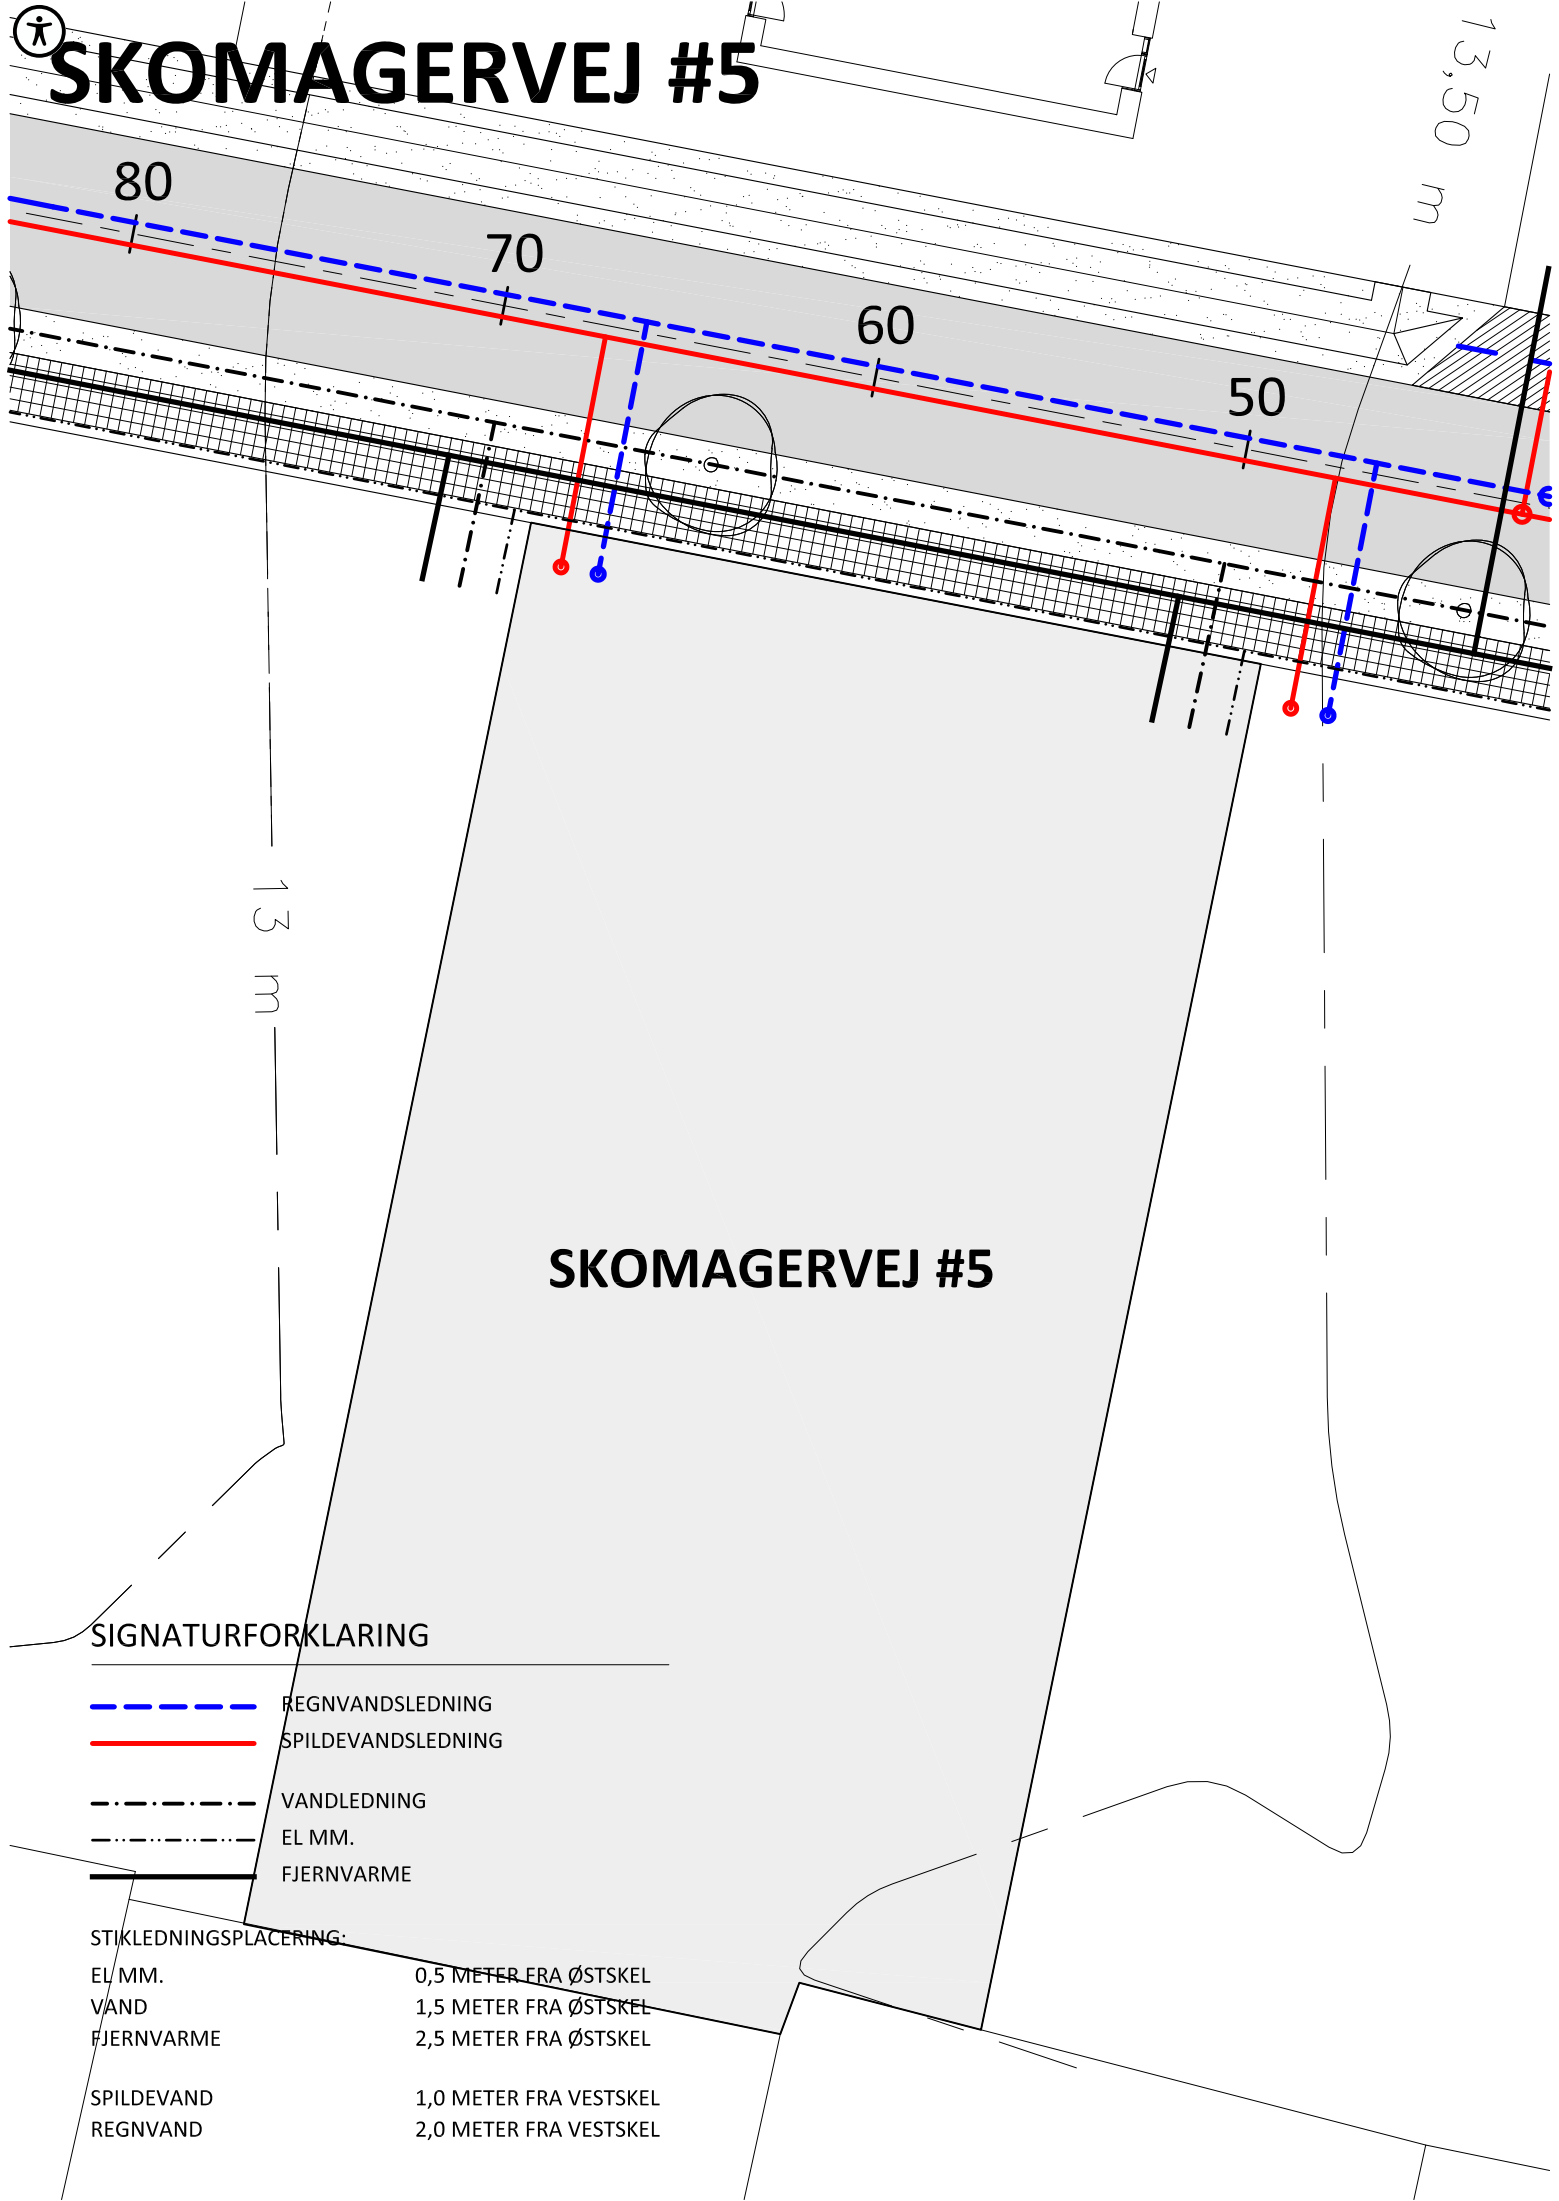 SKOMAGERVEJ #5
13,50 m
80
70
60
50
13 m
SKOMAGERVEJ #5
SIGNATURFORKLARING
REGNVANDSLEDNING
SPILDEVANDSLEDNING
VANDLEDNING
EL MM.
FJERNVARME
STIKLEDNINGSPLACERING:
EL MM. 0,5 METER FRA ØSTSKEL
VAND 1,5 METER FRA ØSTSKEL
FJERNVARME 2,5 METER FRA ØSTSKEL
SPILDEVAND 1,0 METER FRA VESTSKEL
REGNVAND 2,0 METER FRA VESTSKEL